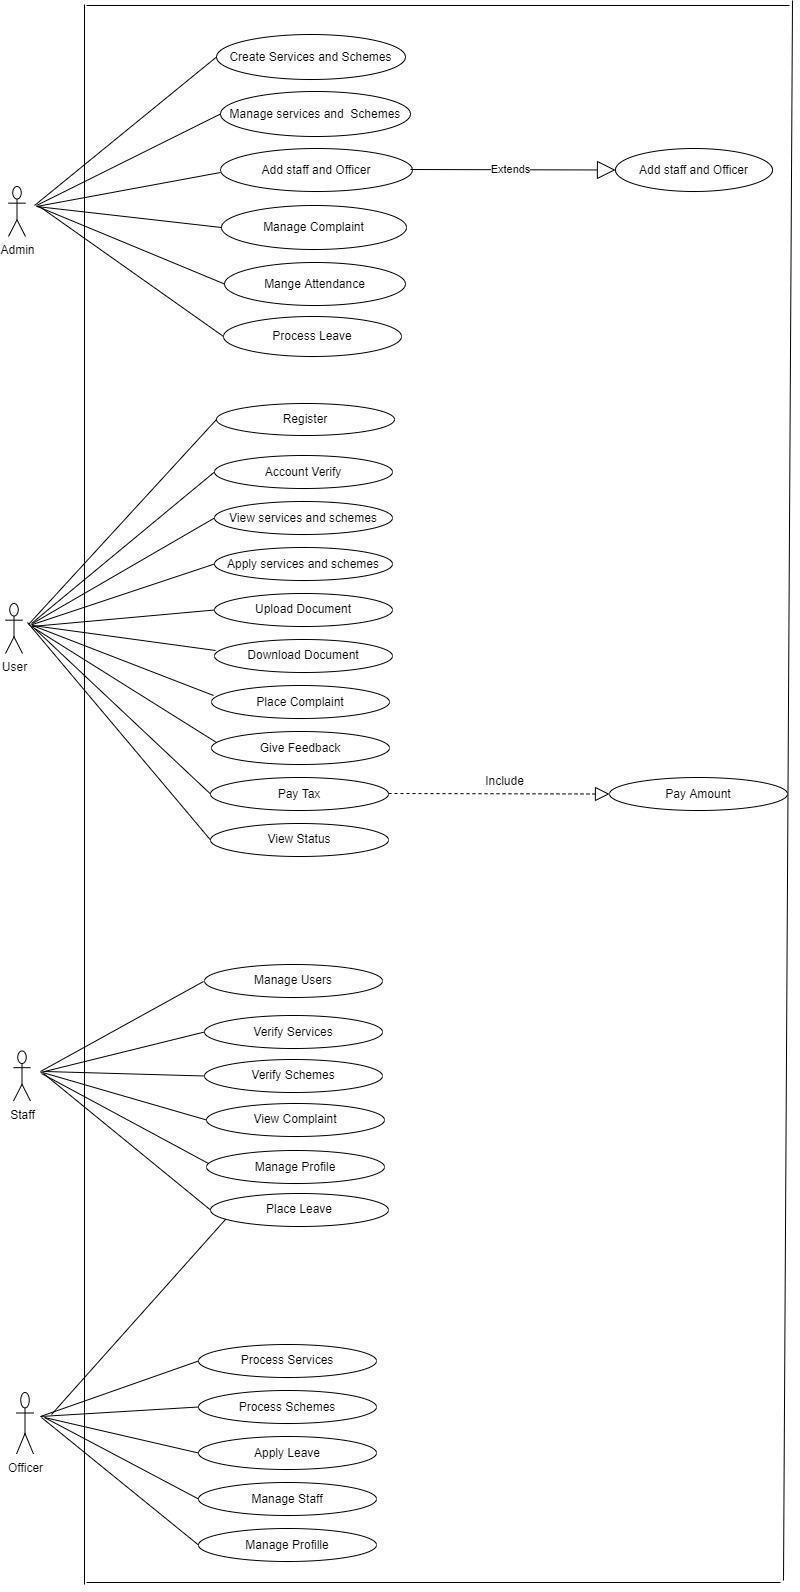 Create Services and Schemes
Manage services and  Schemes
Add staff and Officer
Extends
Add staff and Officer
Admin
Manage Complaint
Mange Attendance
Process Leave
Register
Account Verify
View services and schemes
Apply services and schemes
Upload Document
User
Download Document
Place Complaint
Give Feedback
Include
Pay Tax
Pay Amount
View Status
Manage Users
Verify Services
Verify Schemes
Staff
View Complaint
Manage Profile
Place Leave
Process Services
Process Schemes
Apply Leave
Officer
Manage Staff
Manage Profille